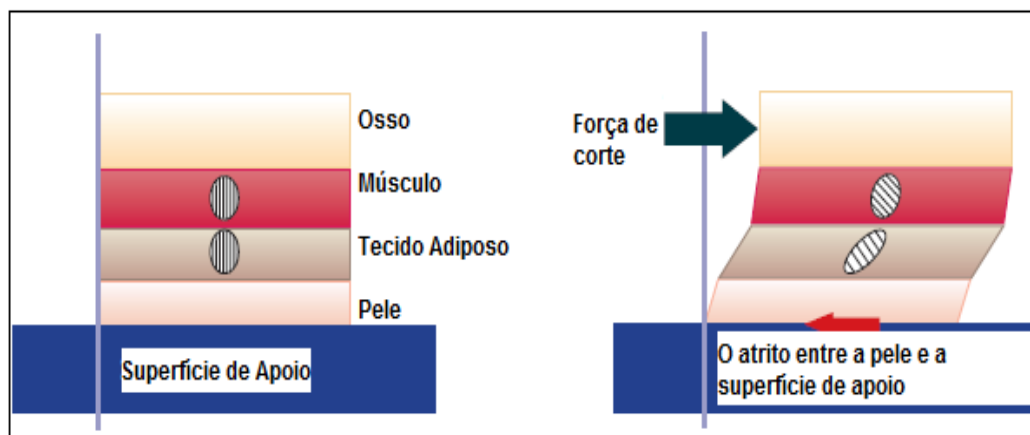 Osso
Músculo
Tecido Adiposo
Pele
Superfície de Apoio
Força de
corte
O atrito entre a pele e a
superfície de apoio